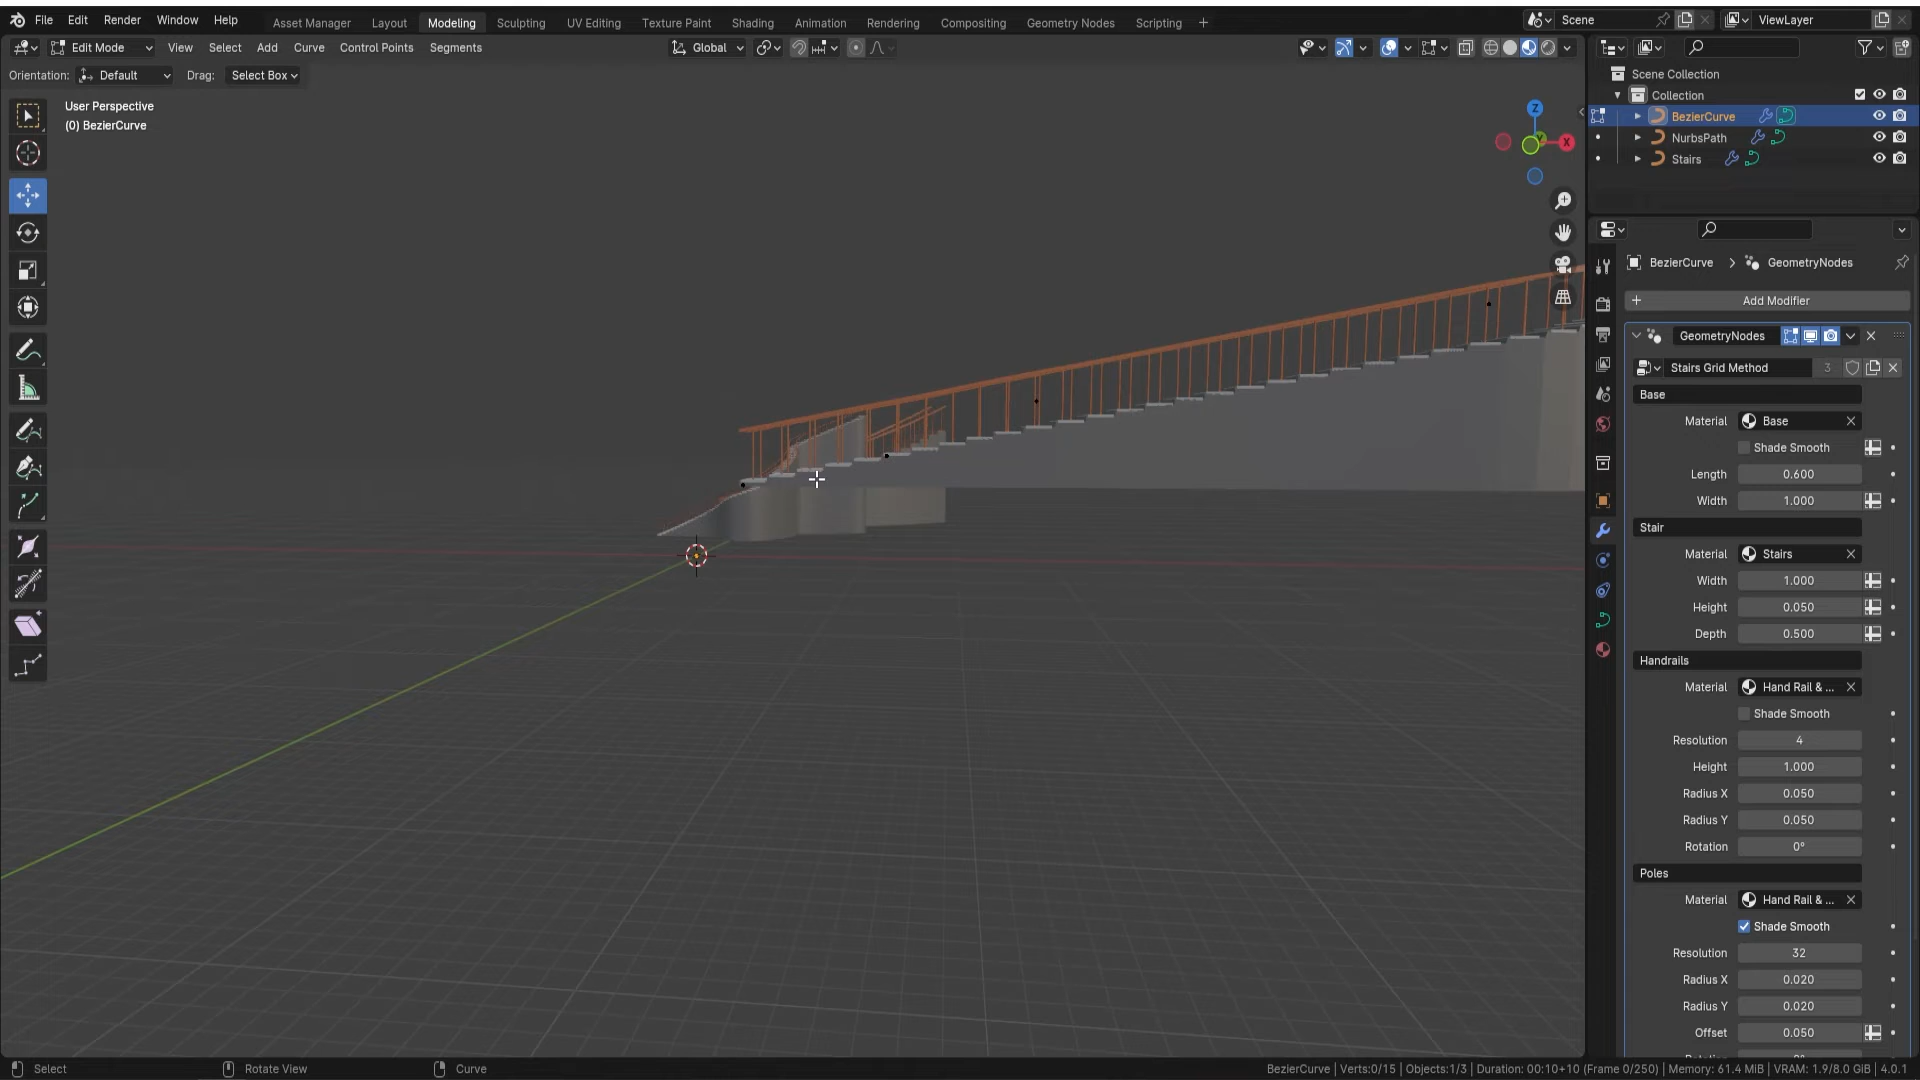 File Edit Render Window Help Asset Manager Layout Modeling Sculpting UV Editing Texture Paint Shading Animation Rendering Compositing Geometry Nodes Scripting + Scene ViewLayer
Edit Mode View Select Add Curve Control Points Segments Global
Orientation: Default Drag: Select Box
Scene Collection
Collection
BezierCurve
NurbsPath
Stairs
User Perspective
(0) BezierCurve
Z
Y
X
BezierCurve > GeometryNodes
+ Add Modifier
GeometryNodes
Stairs Grid Method 3
Base
Material Base
Shade Smooth
Length 0.600
Width 1.000
Stair
Material Stairs
Width 1.000
Height 0.050
Depth 0.500
Handrails
Material Hand Rail & ...
Shade Smooth
Resolution 4
Height 1.000
Radius X 0.050
Radius Y 0.050
Rotation 0°
Poles
Material Hand Rail & ...
Shade Smooth
Resolution 32
Radius X 0.020
Radius Y 0.020
Offset 0.050
Select Rotate View Curve BezierCurve | Verts:0/15 | Objects:1/3 | Duration: 00:10+10 (Frame 0/250) | Memory: 61.4 MiB | VRAM: 1.9/8.0 GiB | 4.0.1